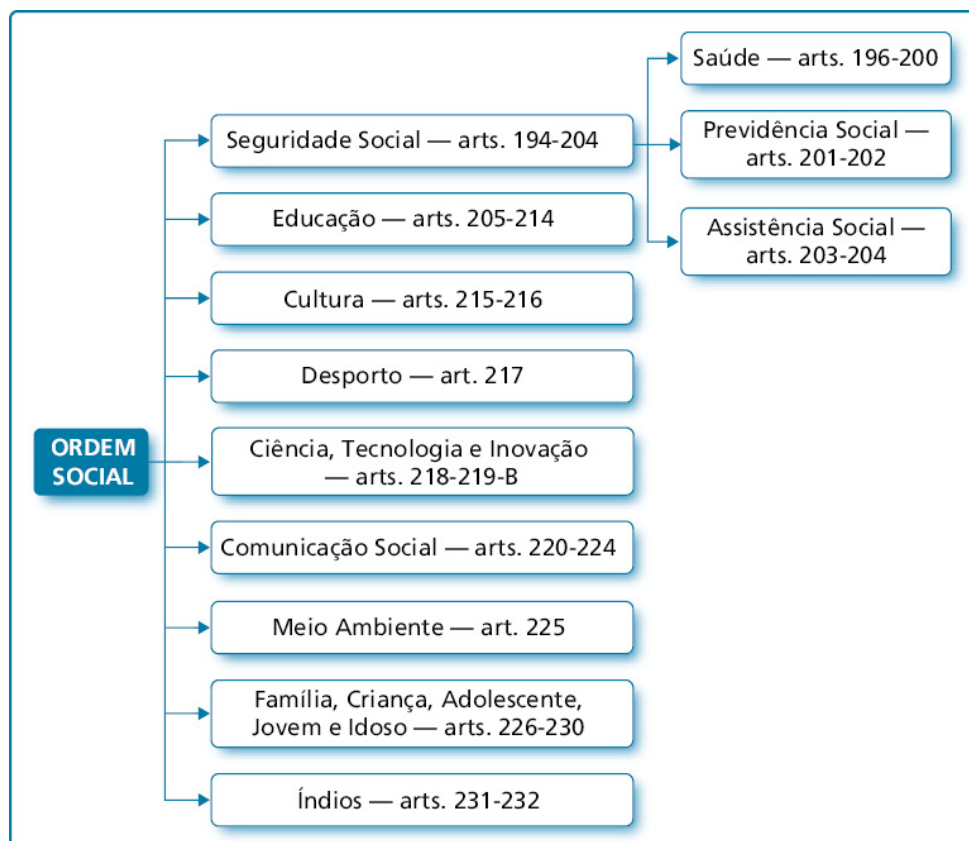 ORDEM
SOCIAL
Seguridade Social — arts. 194-204
Saúde — arts. 196-200
Previdência Social —
arts. 201-202
Assistência Social —
arts. 203-204
Educação — arts. 205-214
Cultura — arts. 215-216
Desporto — art. 217
Ciência, Tecnologia e Inovação
— arts. 218-219-B
Comunicação Social — arts. 220-224
Meio Ambiente — art. 225
Família, Criança, Adolescente,
Jovem e Idoso — arts. 226-230
Índios — arts. 231-232